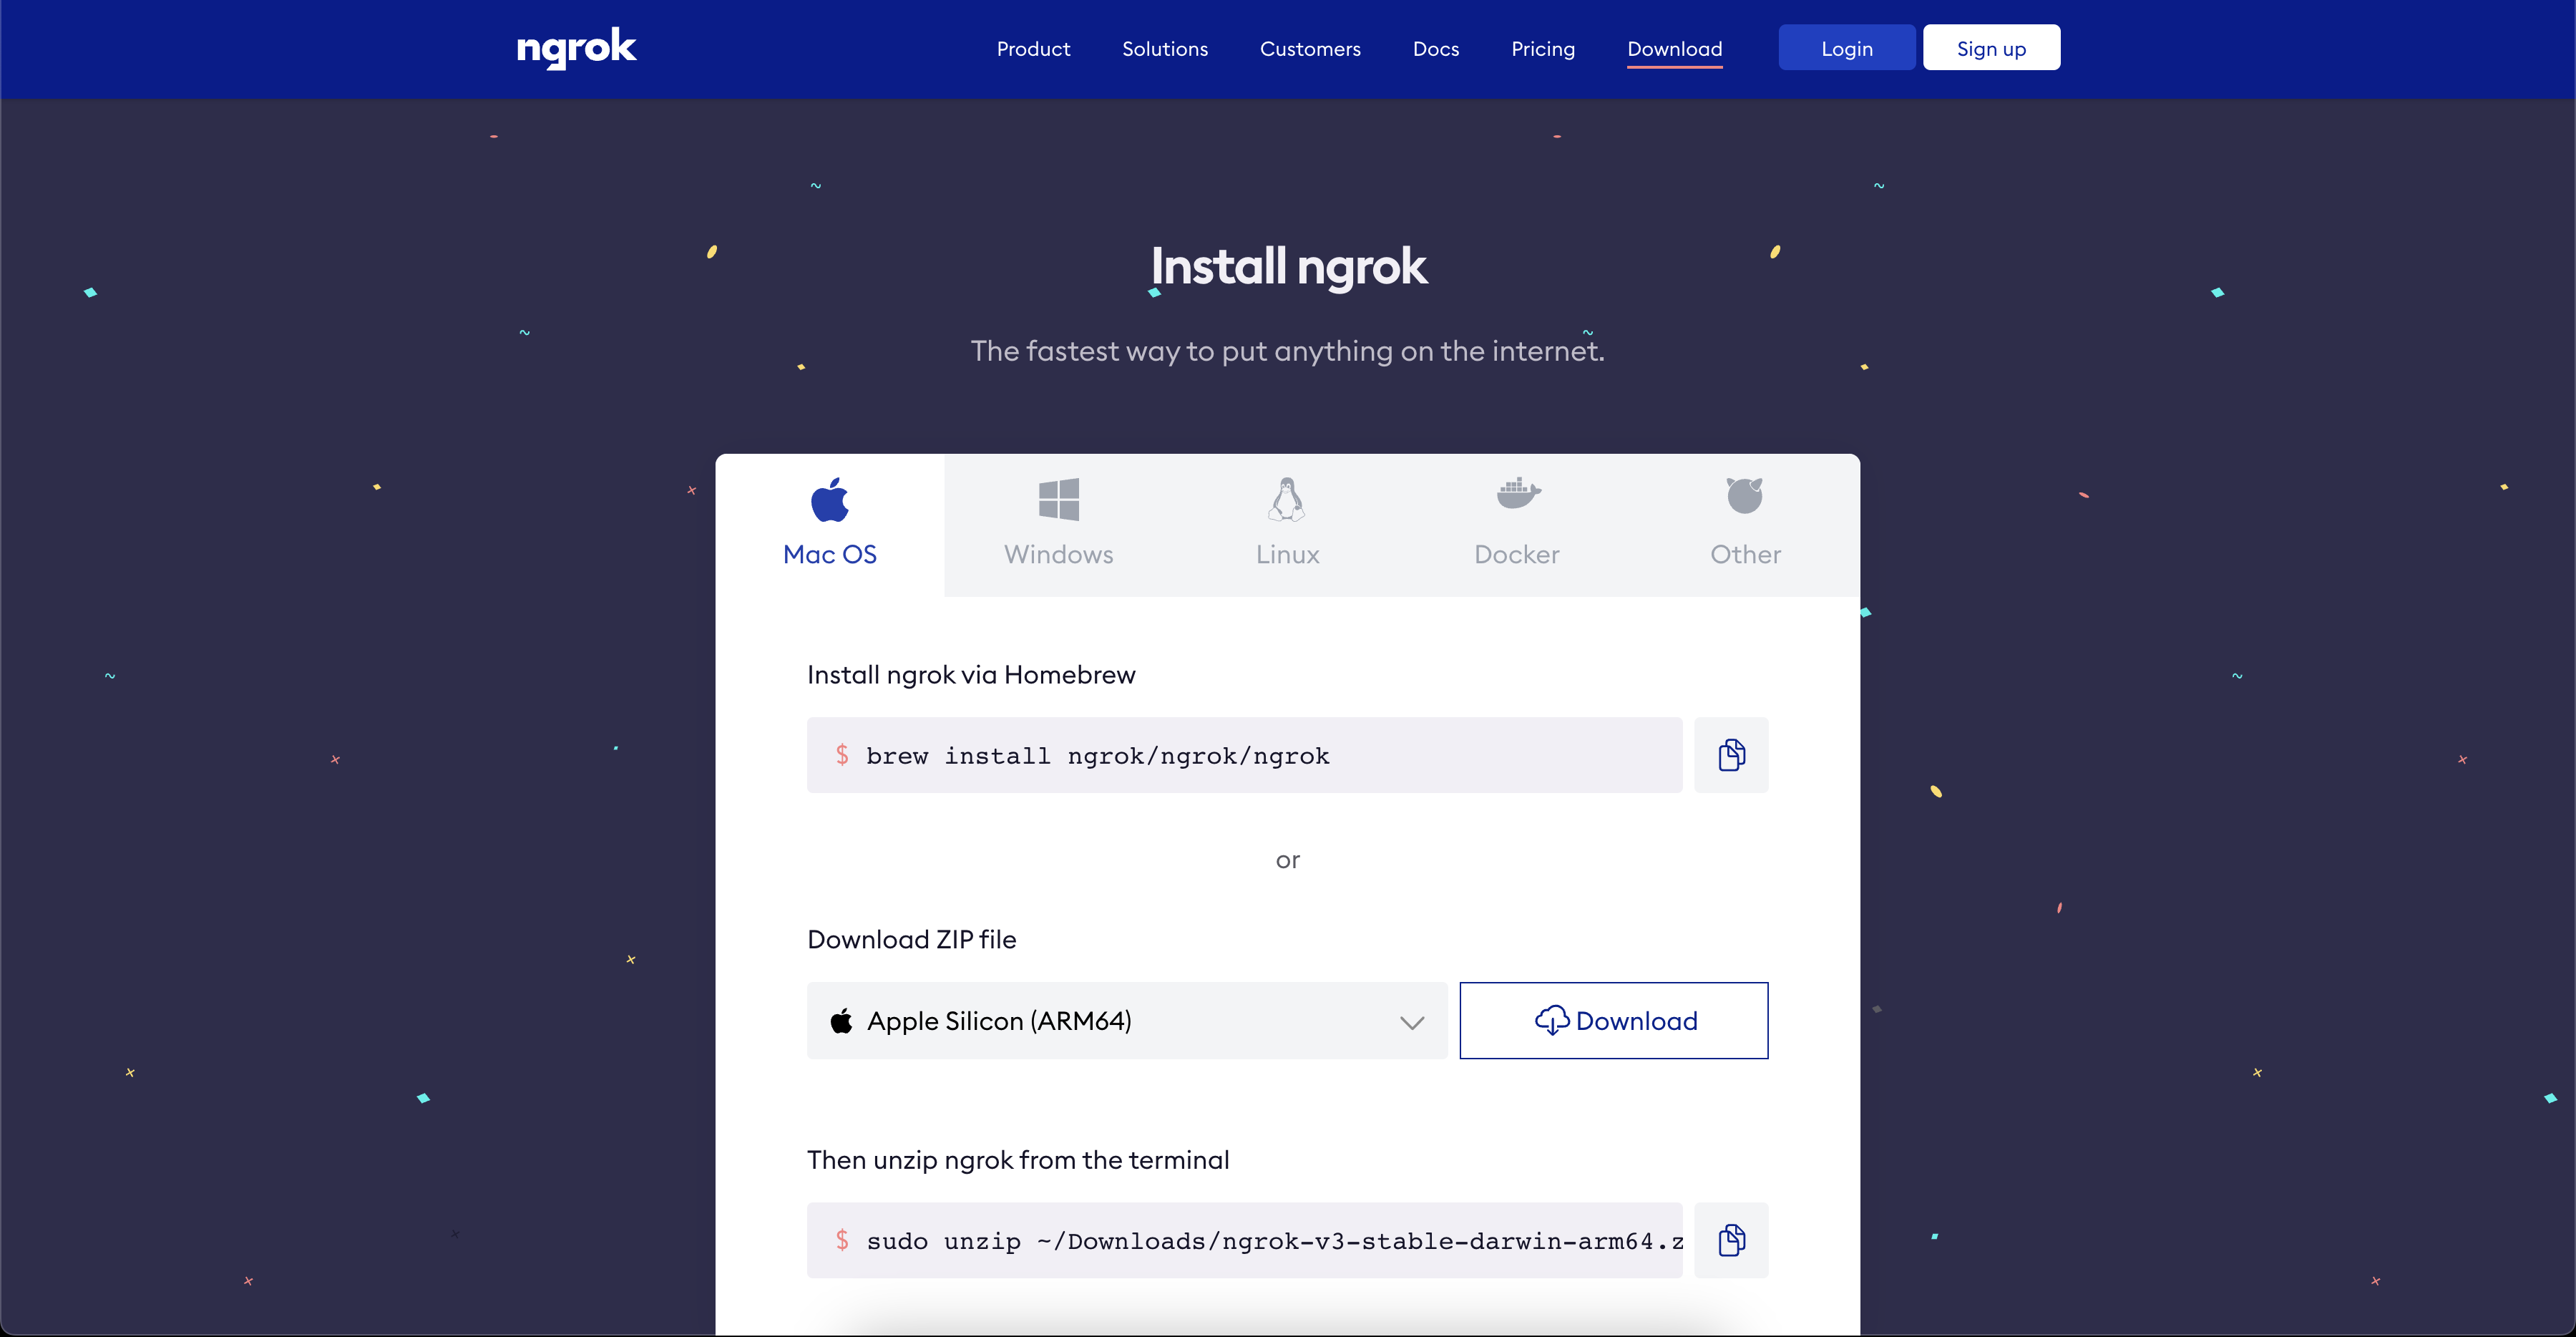 ngrok
Product Solutions Customers Docs Pricing Download Login Sign up
Install ngrok
The fastest way to put anything on the internet.
Mac OS Windows Linux Docker Other
Install ngrok via Homebrew
$ brew install ngrok/ngrok/ngrok
or
Download ZIP file
Apple Silicon (ARM64) Download
Then unzip ngrok from the terminal
$ sudo unzip ~/Downloads/ngrok-v3-stable-darwin-arm64.z